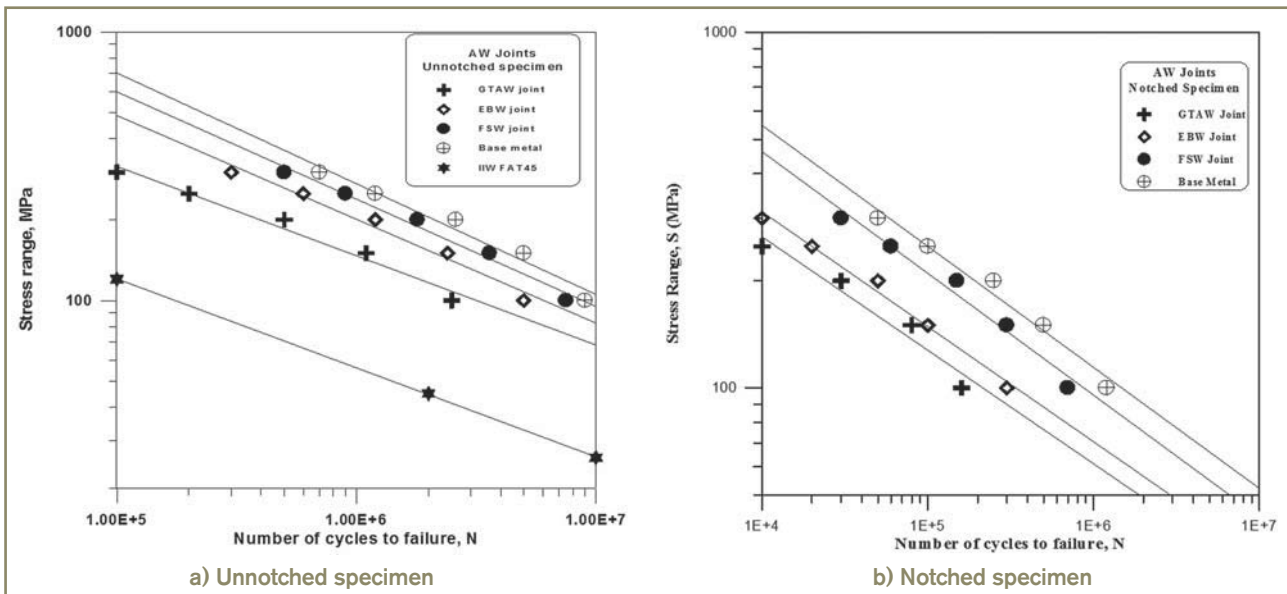 1000
AW Joints
Unnotched specimen
GTAW joint
EBW joint
FSW joint
Base metal
IIW FAT45
Stress range, MPa
100
1.00E+5
1.00E+6
1.00E+7
Number of cycles to failure, N
a) Unnotched specimen
1000
AW Joints
Notched Specimen
GTAW Joint
EBW Joint
FSW Joint
Base Metal
Stress Range, S (MPa)
100
1E+4
1E+5
1E+6
1E+7
Number of cycles to failure, N
b) Notched specimen